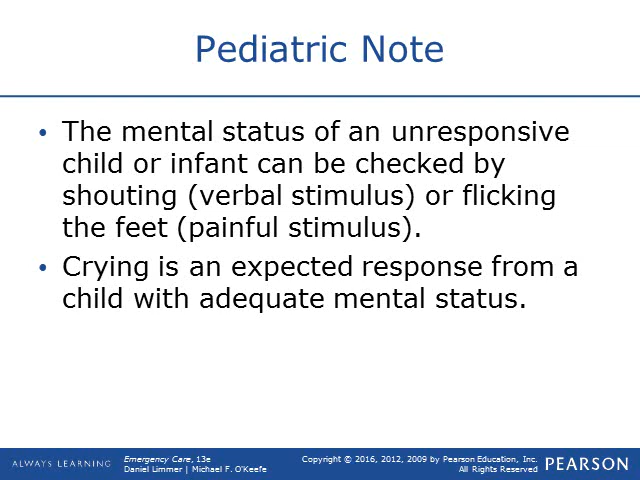 Pediatric Note
• The mental status of an unresponsive
child or infant can be checked by
shouting (verbal stimulus) or flicking
the feet (painful stimulus).
• Crying is an expected response from a
child with adequate mental status.
ALWAYS LEARNING
Emergency Care, 13e
Daniel Limmer | Michael F. O'Keefe
Copyright © 2016, 2012, 2009 by Pearson Education, Inc.
All Rights Reserved
PEARSON